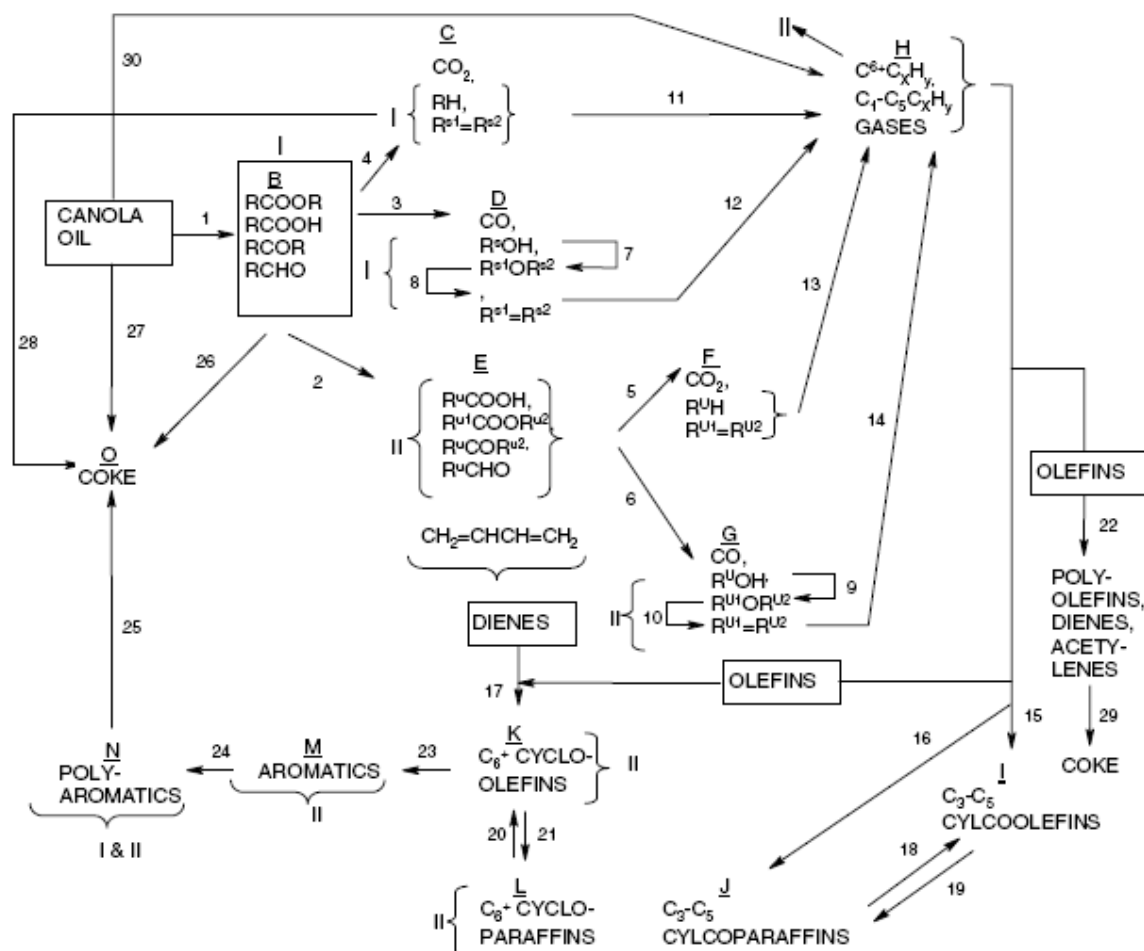 C
CO₂,
RH,
Rˢ¹=Rˢ²
I
4
11
30
II
H
C⁶⁺CₓHᵧ,
C₁–C₅CₓHᵧ
GASES
CANOLA
OIL
1
I
B
RCOOR
RCOOH
RCOR
RCHO
3
D
CO,
RˢOH,
Rˢ¹ORˢ²
,
Rˢ¹=Rˢ²
I
7
8
12
13
14
28
27
26
2
E
RᵘCOOH,
Rᵘ¹COORᵘ²,
RᵘCORᵘ²,
RᵘCHO
II
CH₂=CHCH=CH₂
5
6
F
CO₂,
RᵁH
Rᵁ¹=Rᵁ²
G
CO,
RᵁOH,
Rᵁ¹ORᵁ²
Rᵁ¹=Rᵁ²
II
9
10
O
COKE
25
DIENES
17
OLEFINS
OLEFINS
22
POLY-
OLEFINS,
DIENES,
ACETY-
LENES
29
COKE
15
16
I
C₃–C₅
CYLCOOLEFINS
18
19
J
C₃–C₅
CYLCOPARAFFINS
K
C₆⁺ CYCLO-
OLEFINS
II
23
M
AROMATICS
II
24
N
POLY-
AROMATICS
I & II
20
21
L
C₆⁺ CYCLO-
PARAFFINS
II